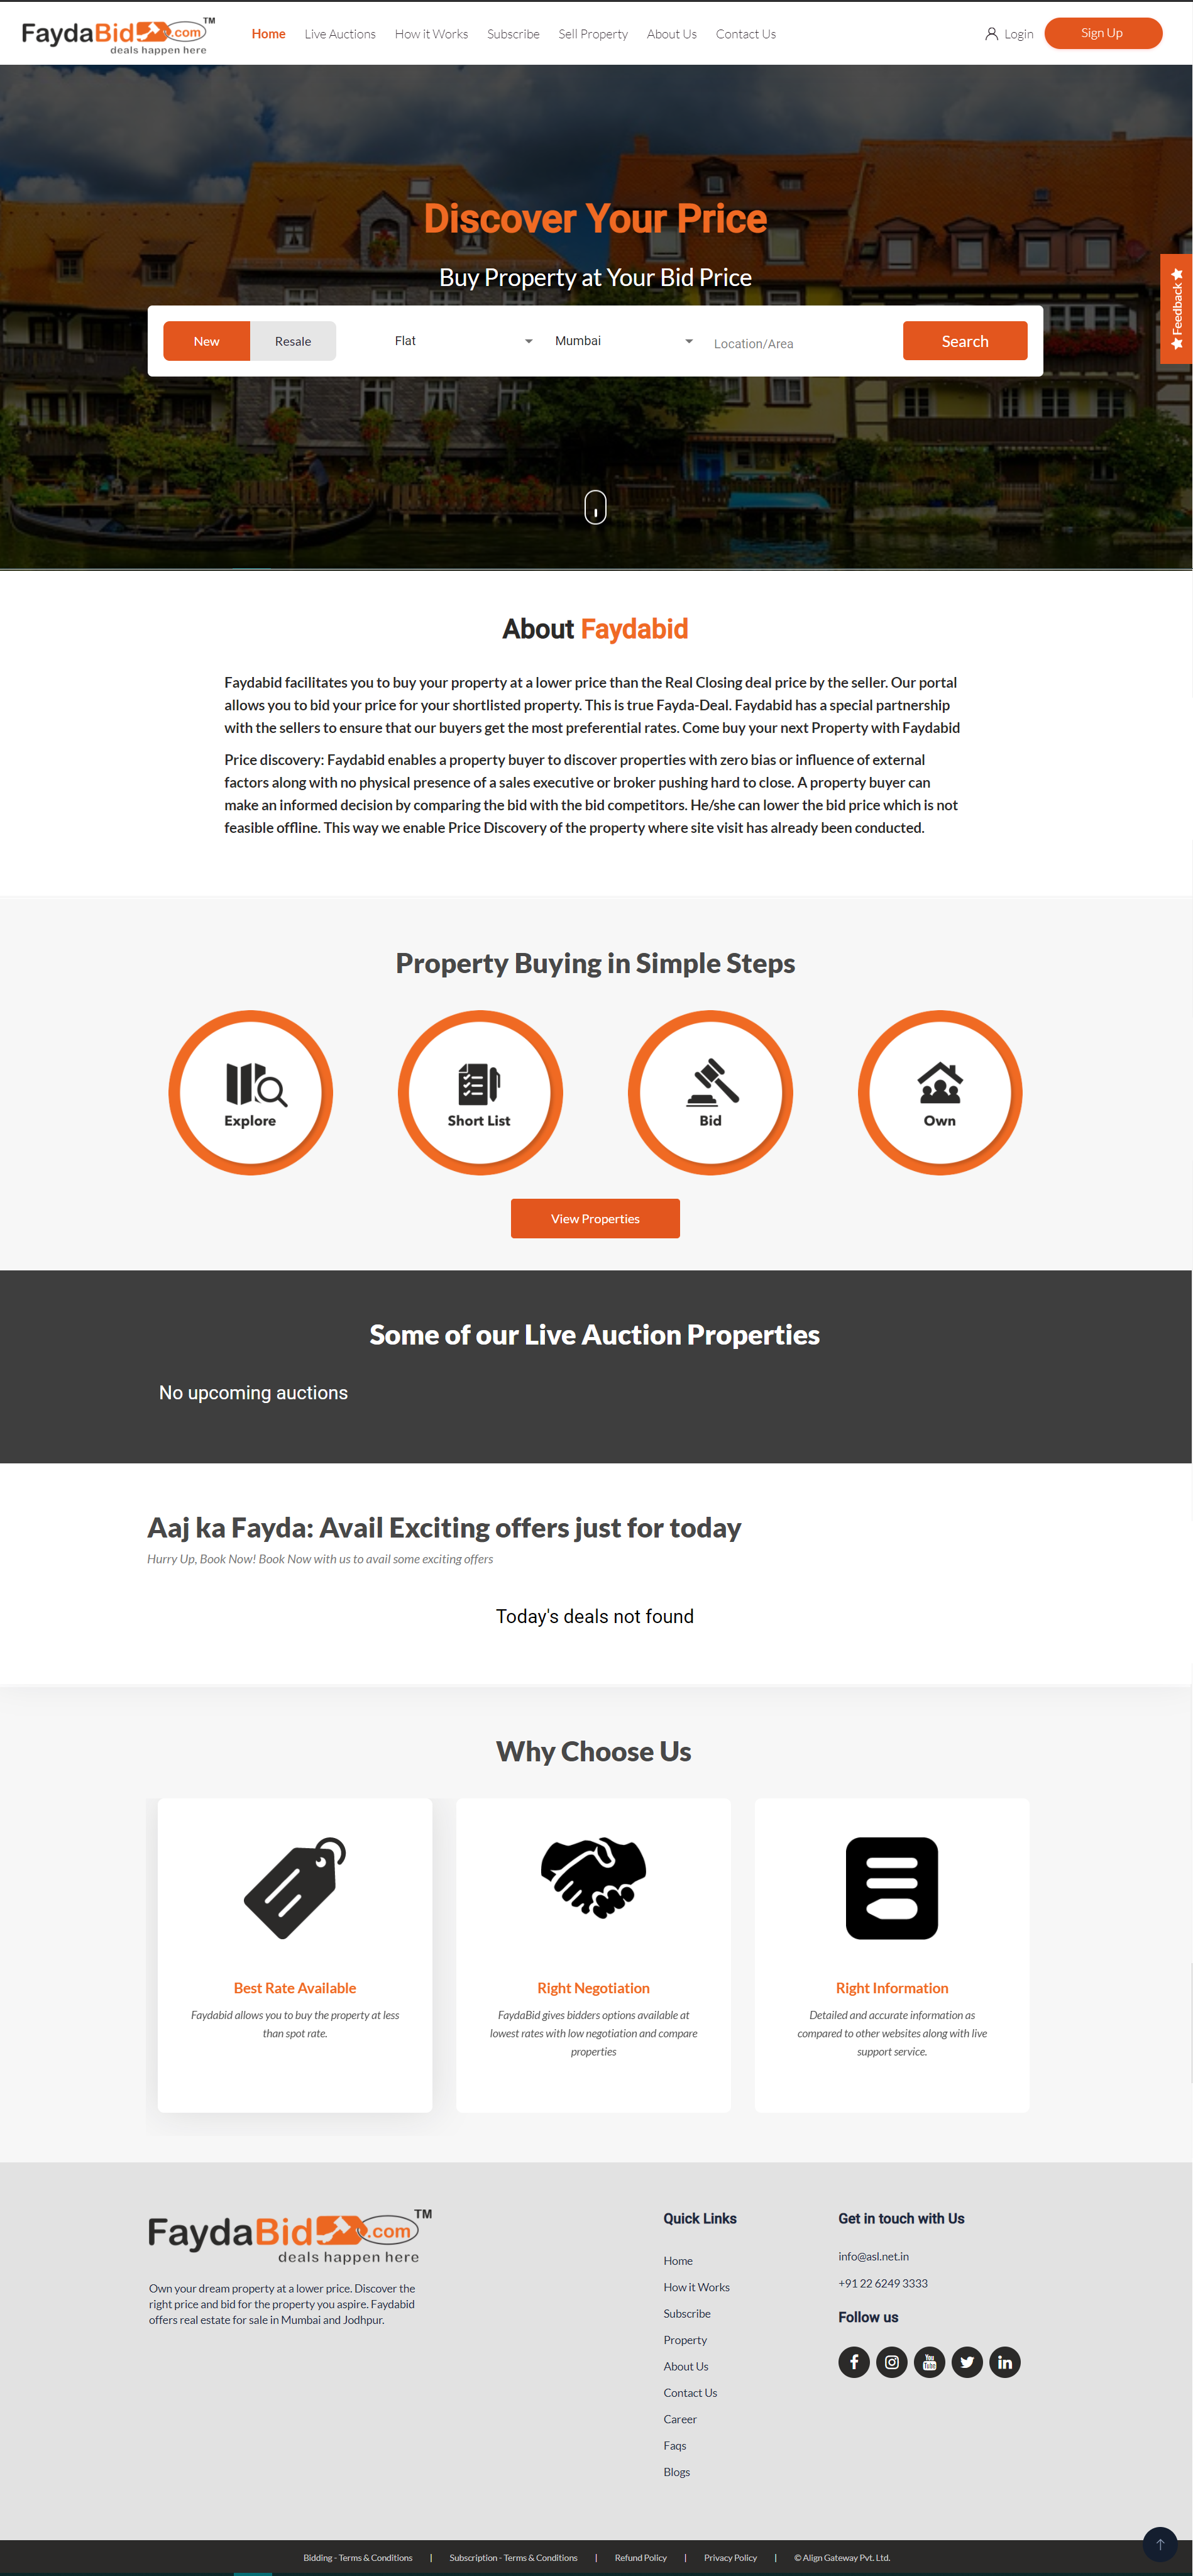 FaydaBid.com TM
deals happen here
Home
Live Auctions
How it Works
Subscribe
Sell Property
About Us
Contact Us
Login
Sign Up
Discover Your Price
Buy Property at Your Bid Price
Feedback
New
Resale
Flat
Mumbai
Location/Area
Search
About Faydabid
Faydabid facilitates you to buy your property at a lower price than the Real Closing deal price by the seller. Our portal
allows you to bid your price for your shortlisted property. This is true Fayda-Deal. Faydabid has a special partnership
with the sellers to ensure that our buyers get the most preferential rates. Come buy your next Property with Faydabid
Price discovery: Faydabid enables a property buyer to discover properties with zero bias or influence of external
factors along with no physical presence of a sales executive or broker pushing hard to close. A property buyer can
make an informed decision by comparing the bid with the bid competitors. He/she can lower the bid price which is not
feasible offline. This way we enable Price Discovery of the property where site visit has already been conducted.
Property Buying in Simple Steps
Explore
Short List
Bid
Own
View Properties
Some of our Live Auction Properties
No upcoming auctions
Aaj ka Fayda: Avail Exciting offers just for today
Hurry Up, Book Now! Book Now with us to avail some exciting offers
Today's deals not found
Why Choose Us
Best Rate Available
Faydabid allows you to buy the property at less
than spot rate.
Right Negotiation
FaydaBid gives bidders options available at
lowest rates with low negotiation and compare
properties
Right Information
Detailed and accurate information as
compared to other websites along with live
support service.
FaydaBid.com TM
deals happen here
Own your dream property at a lower price. Discover the
right price and bid for the property you aspire. Faydabid
offers real estate for sale in Mumbai and Jodhpur.
Quick Links
Home
How it Works
Subscribe
Property
About Us
Contact Us
Career
Faqs
Blogs
Get in touch with Us
info@asl.net.in
+91 22 6249 3333
Follow us
You Tube
Bidding - Terms & Conditions | Subscription - Terms & Conditions | Refund Policy | Privacy Policy | © Align Gateway Pvt. Ltd.